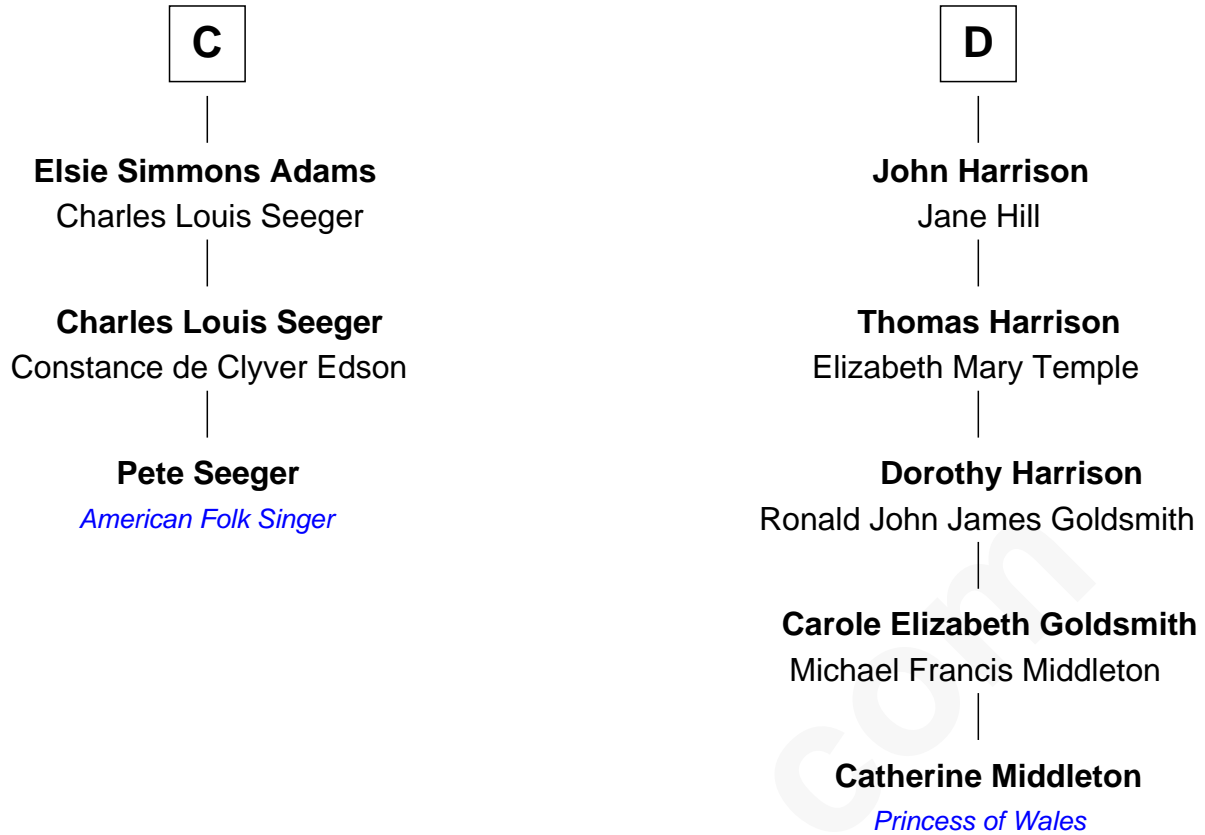 C
Elsie Simmons Adams
Charles Louis Seeger
Charles Louis Seeger
Constance de Clyver Edson
Pete Seeger
American Folk Singer
D
John Harrison
Jane Hill
Thomas Harrison
Elizabeth Mary Temple
Dorothy Harrison
Ronald John James Goldsmith
Carole Elizabeth Goldsmith
Michael Francis Middleton
Catherine Middleton
Princess of Wales
com